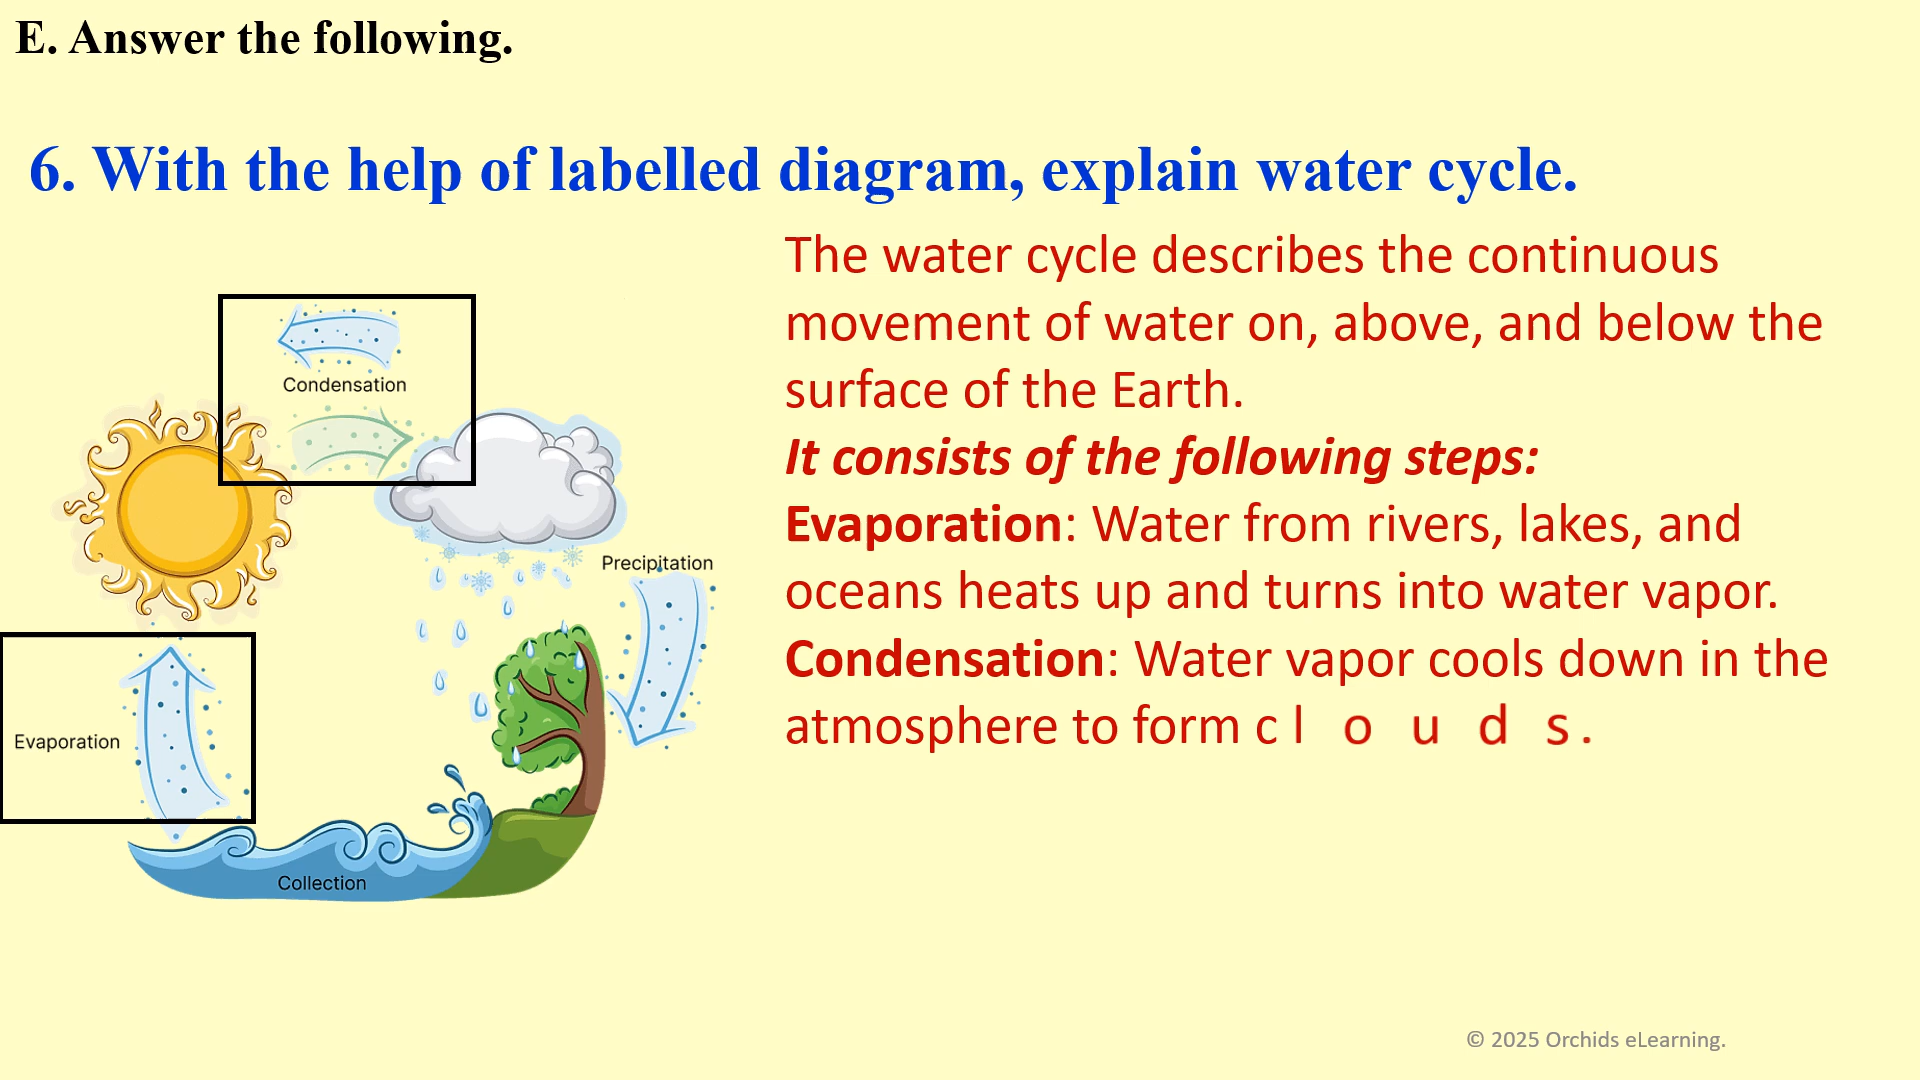 E. Answer the following.
6. With the help of labelled diagram, explain water cycle.
The water cycle describes the continuous
movement of water on, above, and below the
surface of the Earth.
It consists of the following steps:
Evaporation: Water from rivers, lakes, and
oceans heats up and turns into water vapor.
Condensation: Water vapor cools down in the
atmosphere to form clouds.
Condensation
Precipitation
Evaporation
Collection
© 2025 Orchids eLearning.